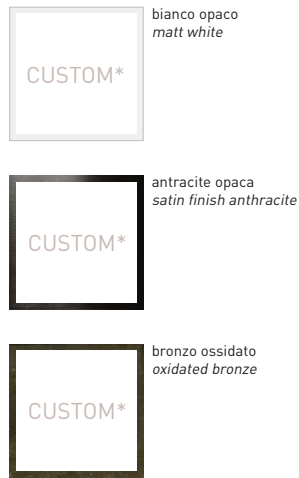 bianco opaco
matt white
CUSTOM*
antracite opaca
satin finish anthracite
CUSTOM*
bronzo ossidato
oxidated bronze
CUSTOM*